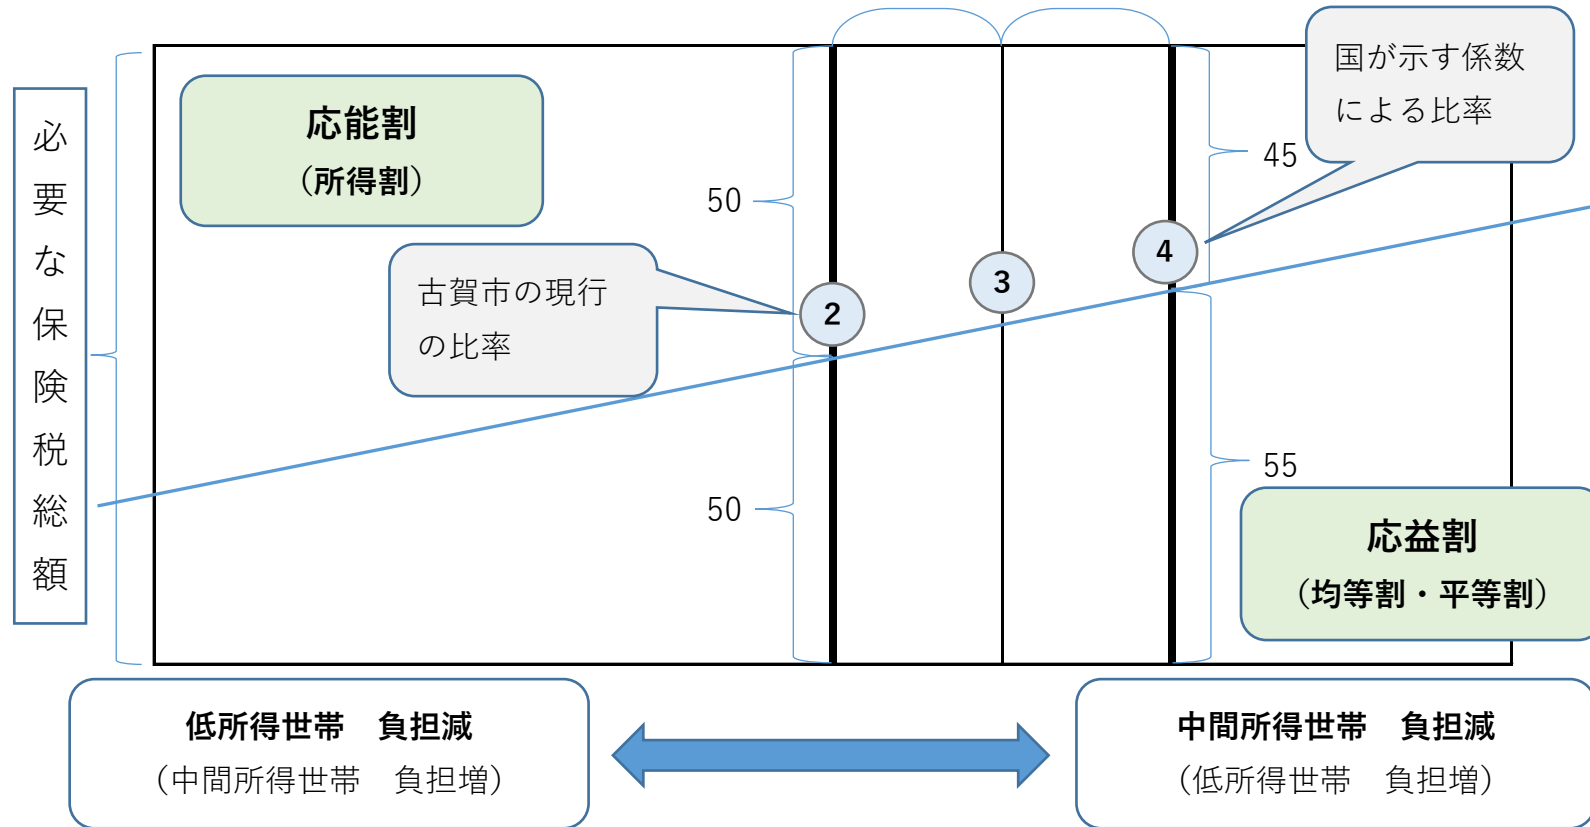 必要な保険税総額
応能割
（所得割）
国が示す係数
による比率
45
50
古賀市の現行
の比率
2
3
4
50
55
応益割
（均等割・平等割）
低所得世帯　負担減
（中間所得世帯　負担増）
中間所得世帯　負担減
（低所得世帯　負担増）